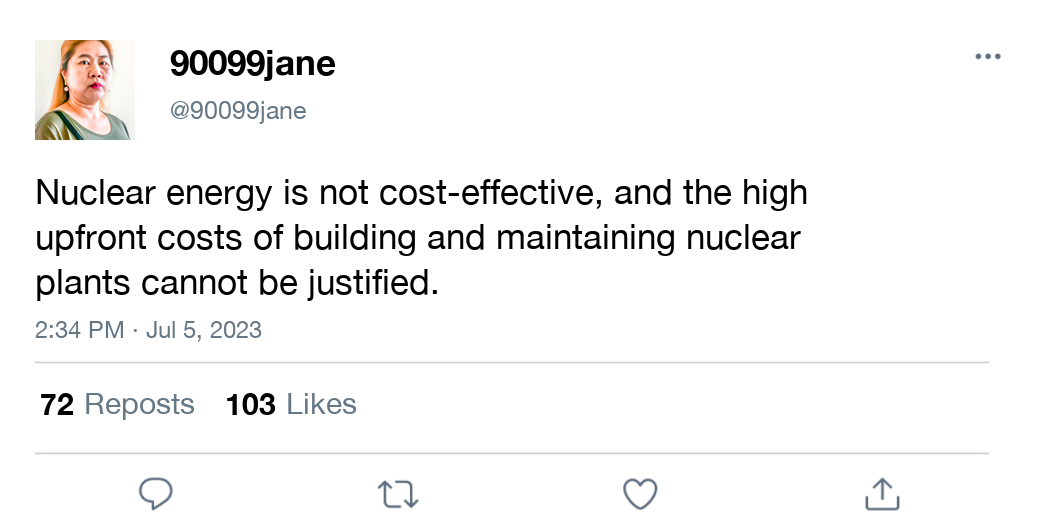 90099jane
@90099jane
Nuclear energy is not cost-effective, and the high
upfront costs of building and maintaining nuclear
plants cannot be justified.
2:34 PM · Jul 5, 2023
72 Reposts 103 Likes